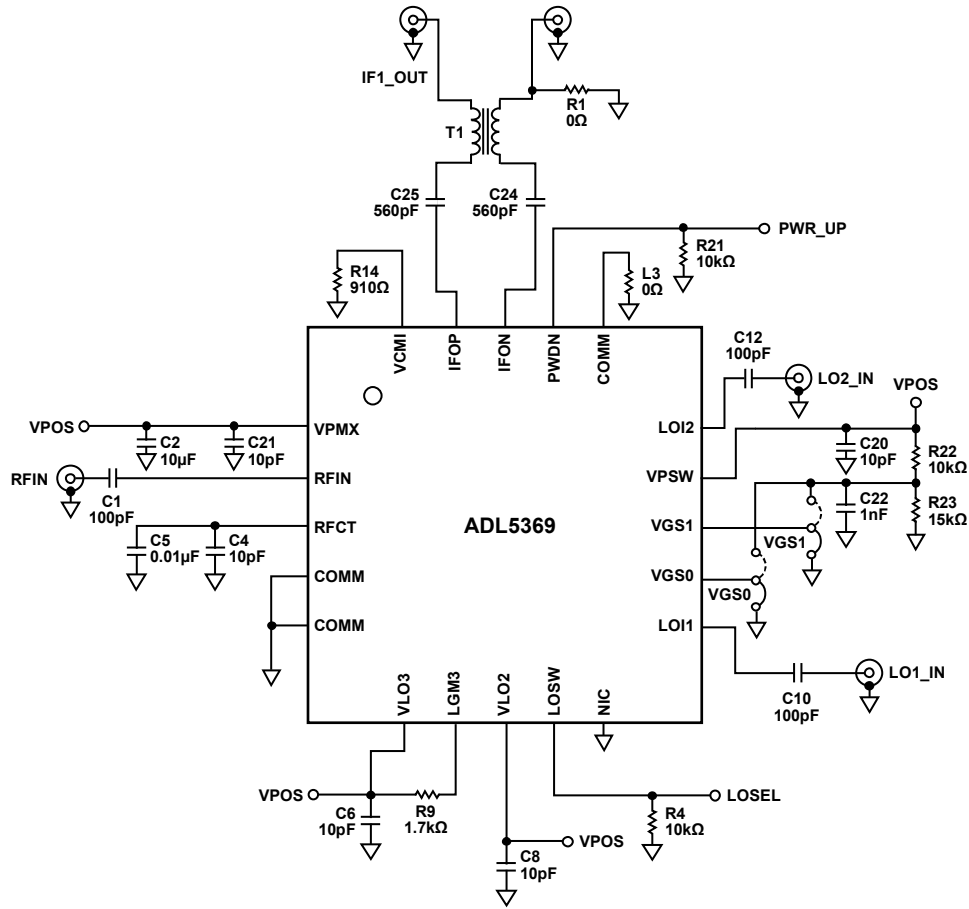 IF1_OUT
R1
0Ω
T1
C25
560pF
C24
560pF
PWR_UP
R21
10kΩ
R14
910Ω
L3
0Ω
VCMI
IFOP
IFON
PWDN
COMM
C12
100pF
LO2_IN
VPOS
VPOS
C2
10µF
C21
10pF
VPMX
LOI2
C20
10pF
R22
10kΩ
RFIN
C1
100pF
RFIN
VPSW
C22
1nF
R23
15kΩ
ADL5369
C5
0.01µF
C4
10pF
RFCT
VGS1
VGS1
COMM
VGS0
VGS0
COMM
LOI1
LO1_IN
C10
100pF
VLO3
LGM3
VLO2
LOSW
NIC
VPOS
C6
10pF
R9
1.7kΩ
LOSEL
R4
10kΩ
VPOS
C8
10pF